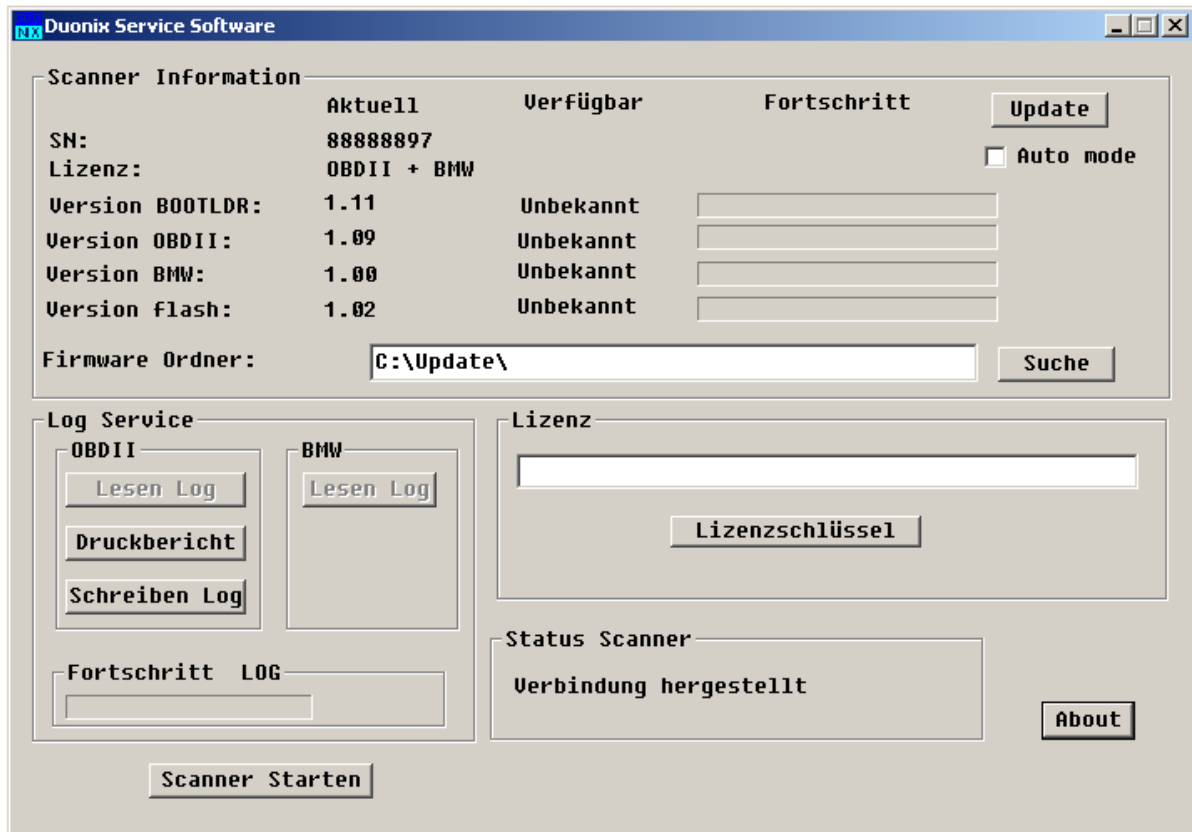 NX Duonix Service Software
Scanner Information
Aktuell Verfügbar Fortschritt Update
SN: 88888897
Auto mode
Lizenz: OBDII + BMW
Version BOOTLDR: 1.11 Unbekannt
Version OBDII: 1.09 Unbekannt
Version BMW: 1.00 Unbekannt
Version flash: 1.02 Unbekannt
Firmware Ordner: C:\Update\ Suche
Log Service
OBDII
Lesen Log
Druckbericht
Schreiben Log
BMW
Lesen Log
Fortschritt LOG
Lizenz
Lizenzschlüssel
Status Scanner
Verbindung hergestellt
About
Scanner Starten